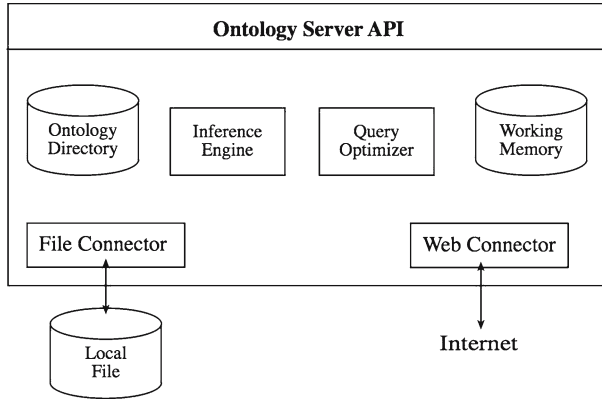 Ontology Server API
Ontology
Directory
Inference
Engine
Query
Optimizer
Working
Memory
File Connector
Web Connector
Local
File
Internet